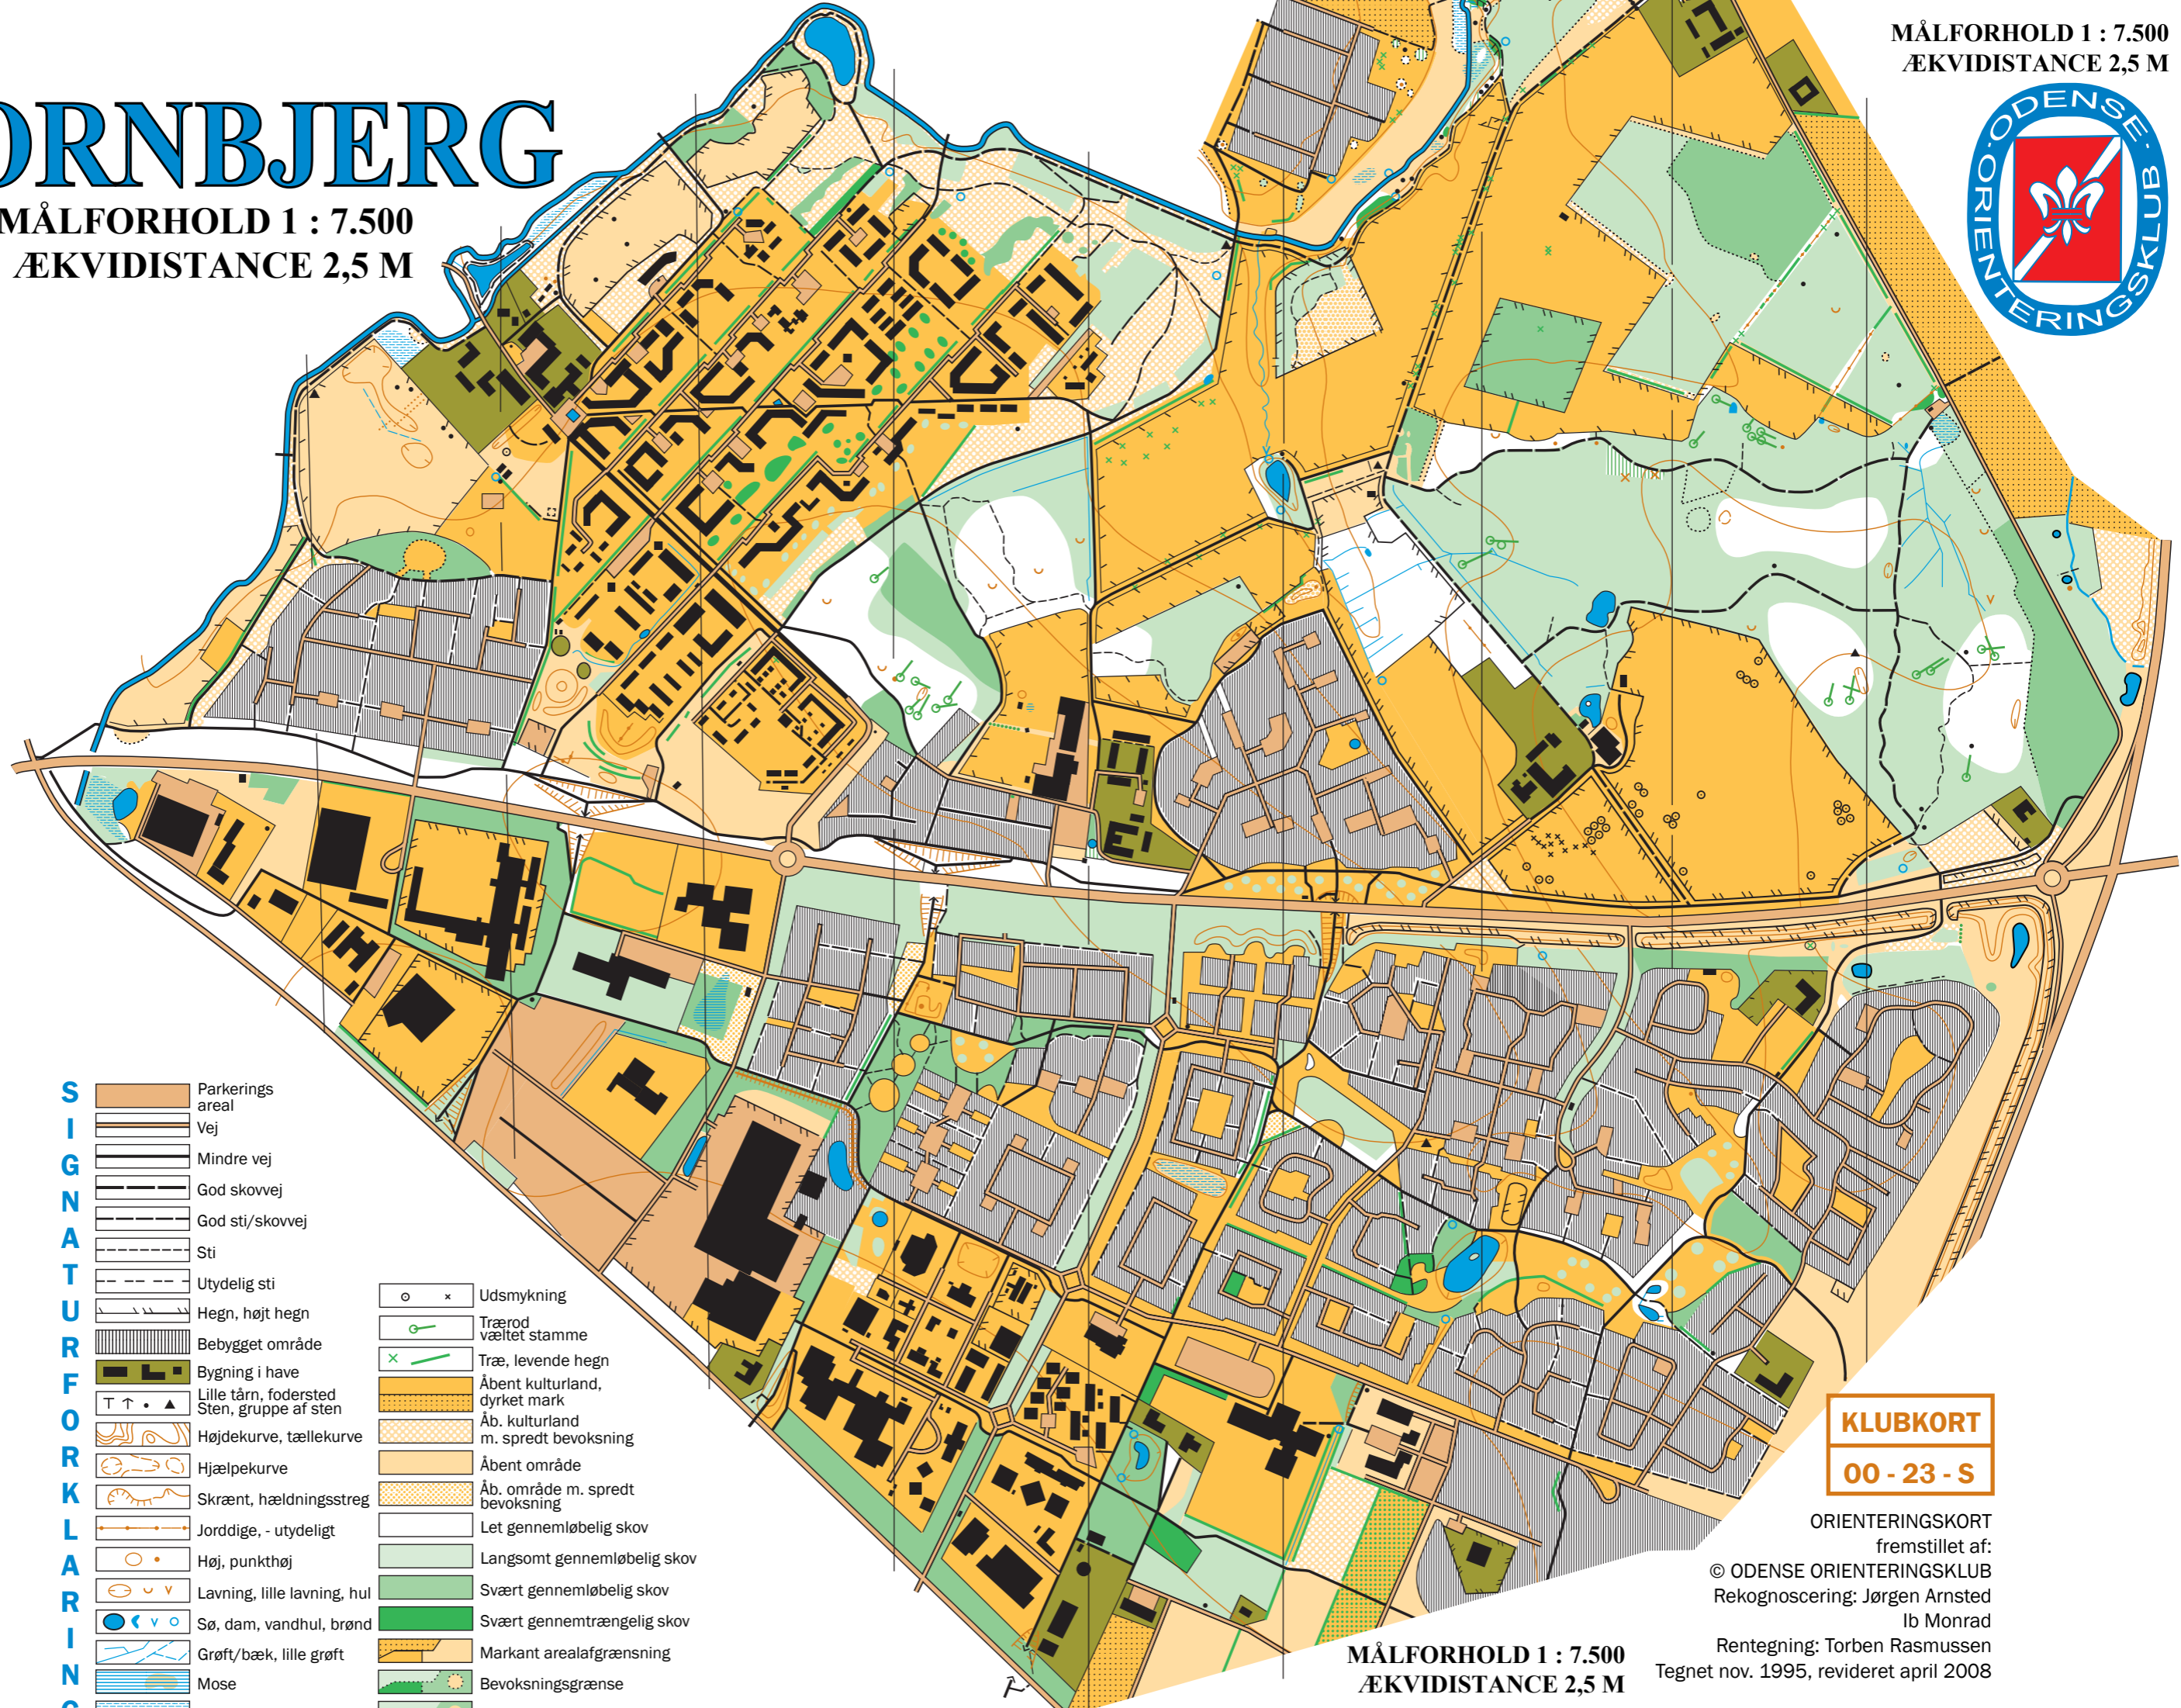 ORNBJERG
MÅLFORHOLD 1 : 7.500
ÆKVIDISTANCE 2,5 M
MÅLFORHOLD 1 : 7.500
ÆKVIDISTANCE 2,5 M
ODENSE · ORIENTERINGSKLUB · O ·
SIGNATURFORKLARING
Parkerings
areal
Vej
Mindre vej
God skovvej
God sti/skovvej
Sti
Utydelig sti
Hegn, højt hegn
Bebygget område
Bygning i have
Lille tårn, fodersted
Sten, gruppe af sten
Højdekurve, tællekurve
Hjælpekurve
Skrænt, hældningsstreg
Jorddige, - utydeligt
Høj, punkthøj
Lavning, lille lavning, hul
Sø, dam, vandhul, brønd
Grøft/bæk, lille grøft
Mose
Udsmykning
Trærod
væltet stamme
Træ, levende hegn
Åbent kulturland,
dyrket mark
Åb. kulturland
m. spredt bevoksning
Åbent område
Åb. område m. spredt
bevoksning
Let gennemløbelig skov
Langsomt gennemløbelig skov
Svært gennemløbelig skov
Svært gennemtrængelig skov
Markant arealafgrænsning
Bevoksningsgrænse
KLUBKORT
00 - 23 - S
ORIENTERINGSKORT
fremstillet af:
© ODENSE ORIENTERINGSKLUB
Rekognoscering: Jørgen Arnsted
Ib Monrad
Rentegning: Torben Rasmussen
Tegnet nov. 1995, revideret april 2008
MÅLFORHOLD 1 : 7.500
ÆKVIDISTANCE 2,5 M